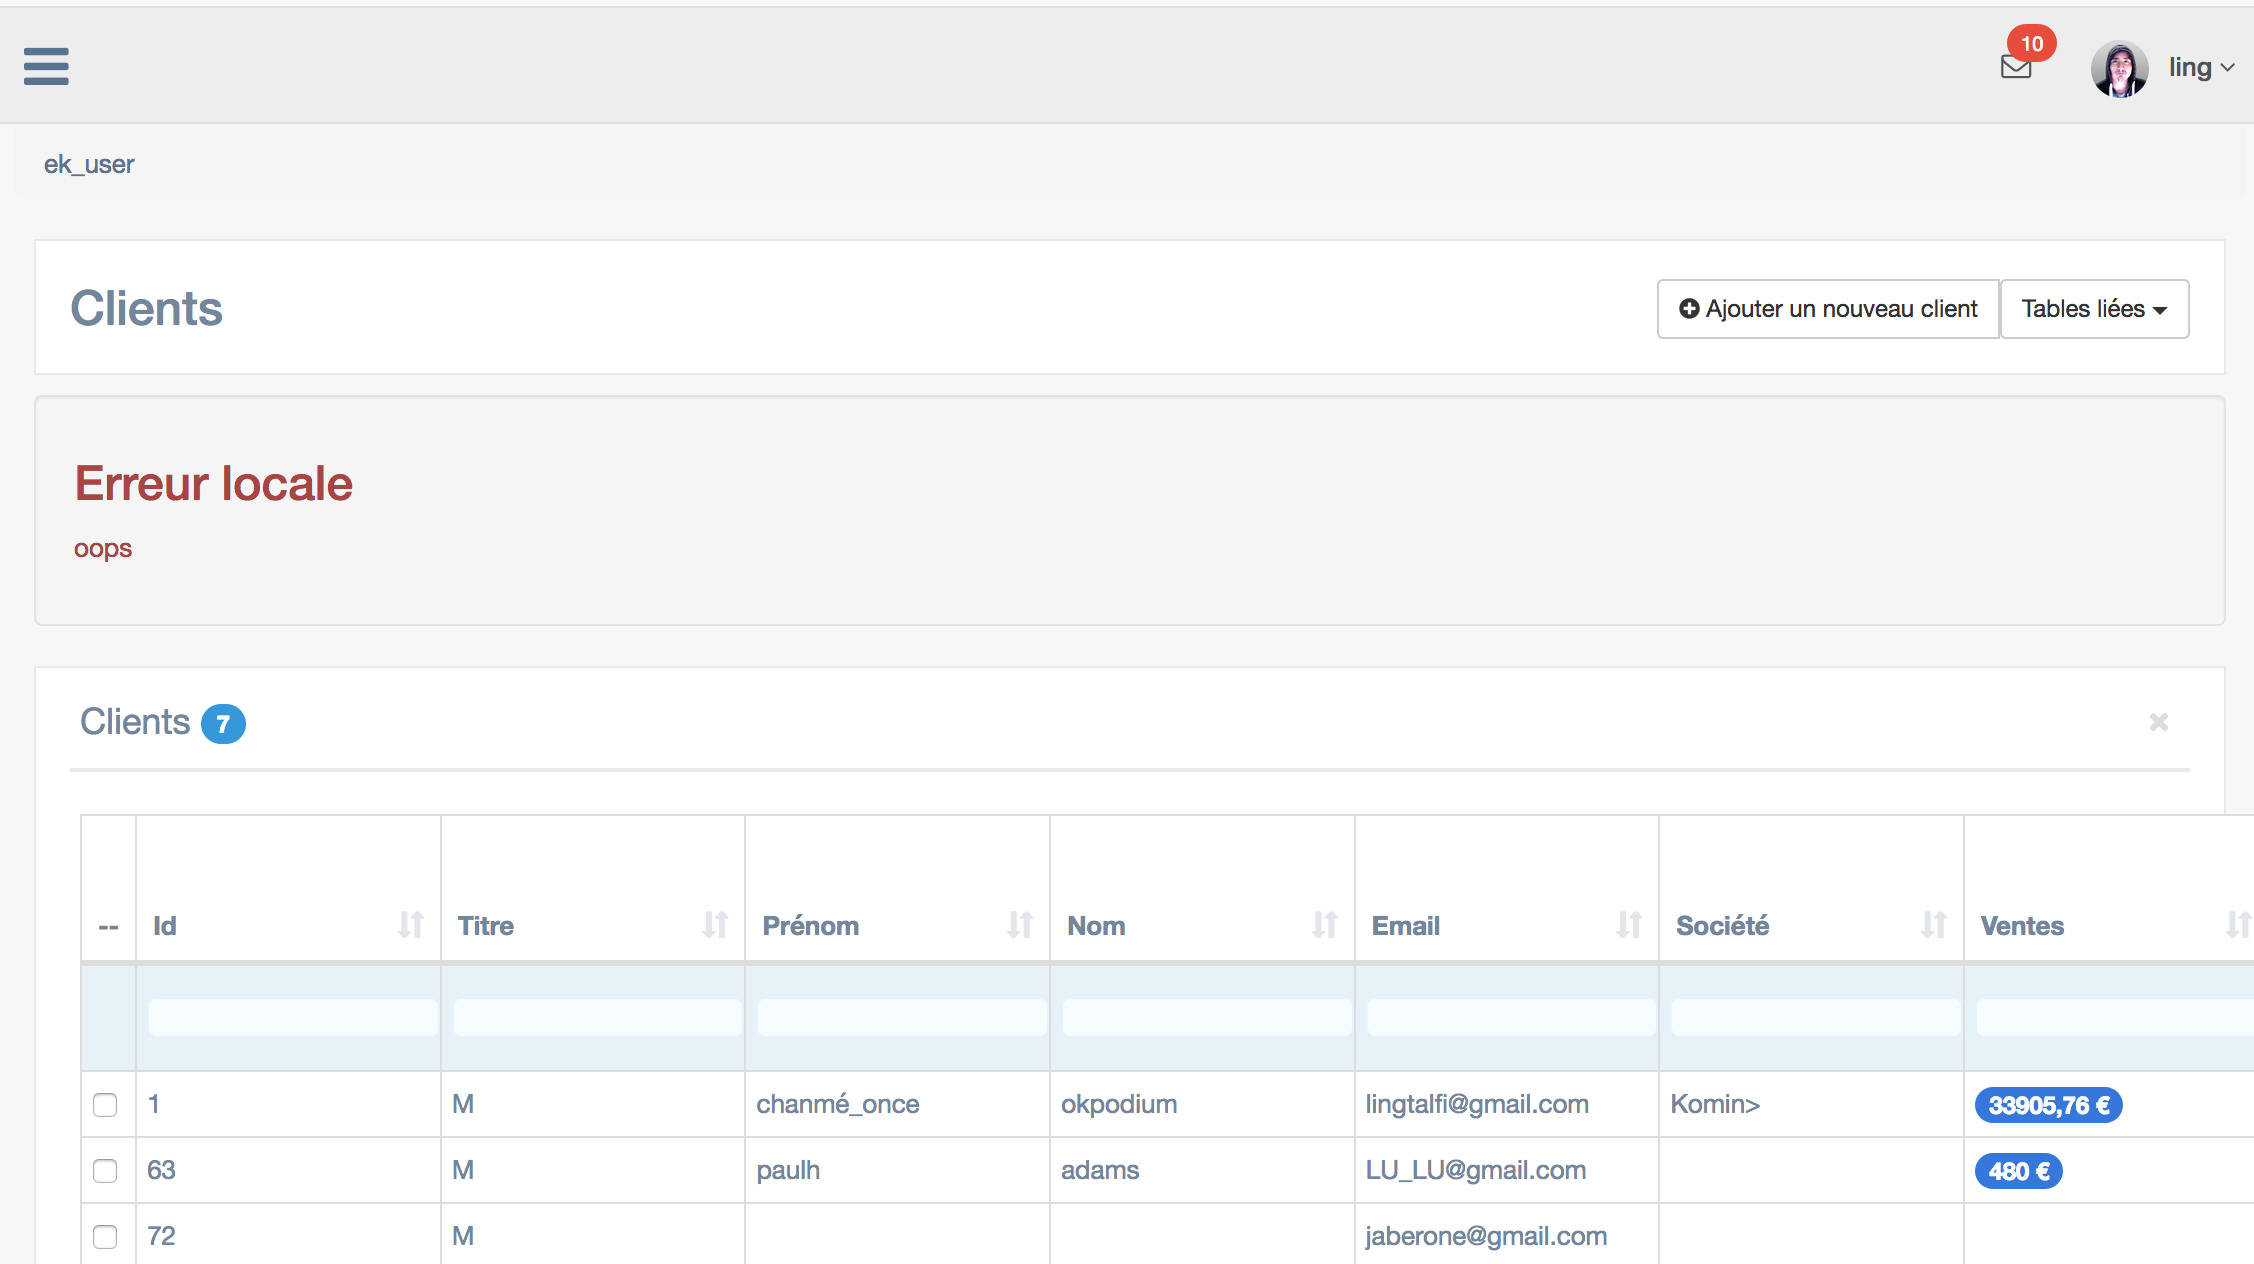 10
ling
ek_user
Clients
Ajouter un nouveau client
Tables liées
Erreur locale
oops
Clients 7
-- Id Titre Prénom Nom Email Société Ventes
1 M chanmé_once okpodium lingtalfi@gmail.com Komin> 33905,76 €
63 M paulh adams LU_LU@gmail.com 480 €
72 M jaberone@gmail.com